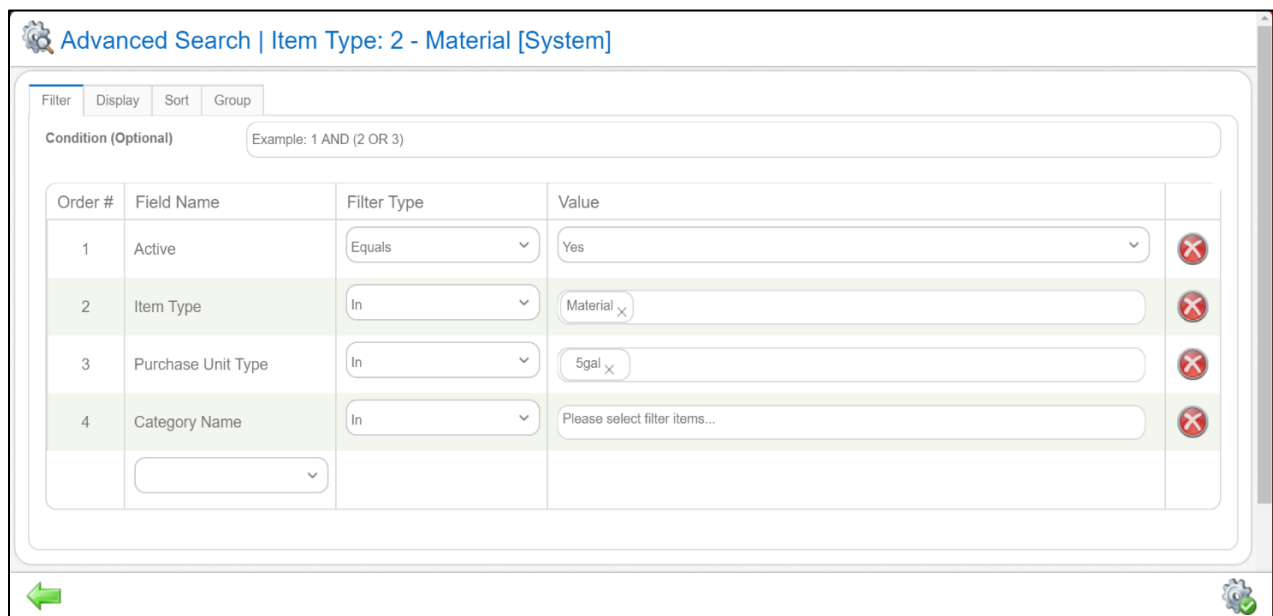 Advanced Search | Item Type: 2 - Material [System]
Filter Display Sort Group
Condition (Optional) Example: 1 AND (2 OR 3)
Order # Field Name Filter Type Value
1 Active Equals Yes
2 Item Type In Material
3 Purchase Unit Type In 5gal
4 Category Name In Please select filter items...